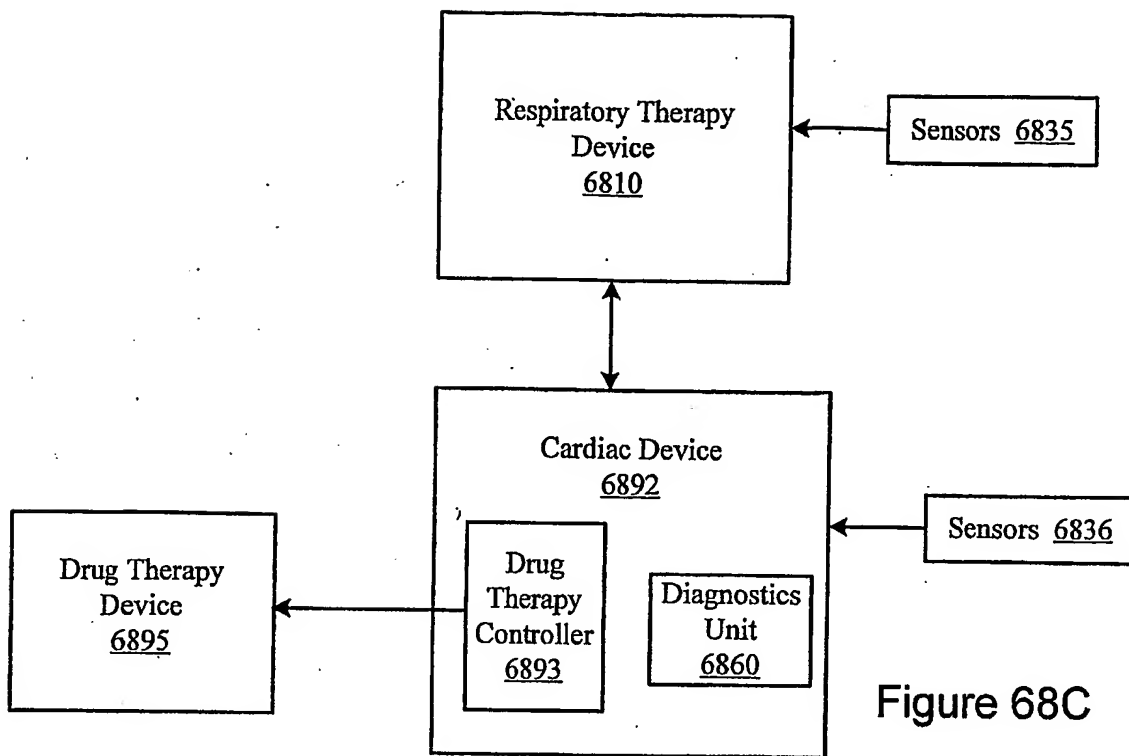 Respiratory Therapy
Device
6810
Sensors 6835
Cardiac Device
6892
Sensors 6836
Drug Therapy
Device
6895
Drug
Therapy
Controller
6893
Diagnostics
Unit
6860
Figure 68C